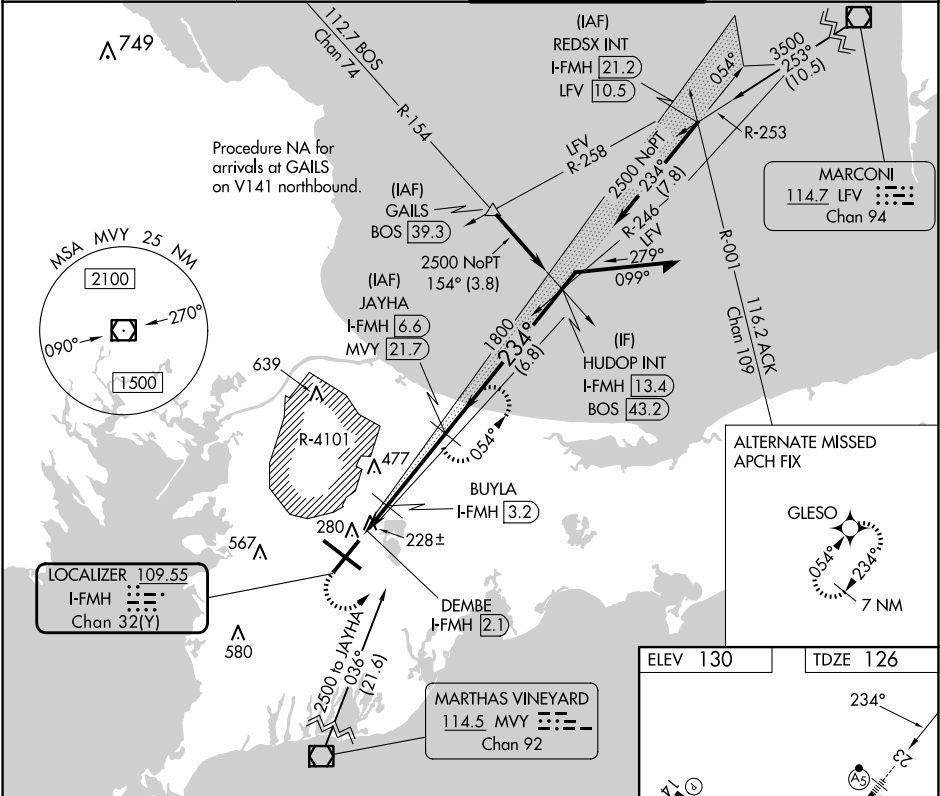 749
112.7 BOS
Chan 74
R-154
(IAF)
REDSX INT
I-FMH 21.2
LFV 10.5
054°
3500
253°
(10.5)
R-253
LFV
R-258
2500 NoPT
234°
(7.8)
R-246
LFV
MARCONI
114.7 LFV
Chan 94
Procedure NA for
arrivals at GAILS
on V141 northbound.
(IAF)
GAILS
BOS 39.3
2500 NoPT
154° (3.8)
279°
099°
R-001
116.2 ACK
Chan 109
MSA MVY 25 NM
2100
090°
270°
1500
(IAF)
JAYHA
I-FMH 6.6
MVY 21.7
1800
234°
(6.8)
(IF)
HUDOP INT
I-FMH 13.4
BOS 43.2
639
R-4101
477
054°
BUYLA
I-FMH 3.2
280
228±
567
LOCALIZER 109.55
I-FMH
Chan 32(Y)
580
DEMBE
I-FMH 2.1
2500 to JAYHA
036°
(21.6)
MARTHAS VINEYARD
114.5 MVY
Chan 92
ALTERNATE MISSED
APCH FIX
GLESO
054°
234°
7 NM
ELEV 130
TDZE 126
234°
23
A5
14
P